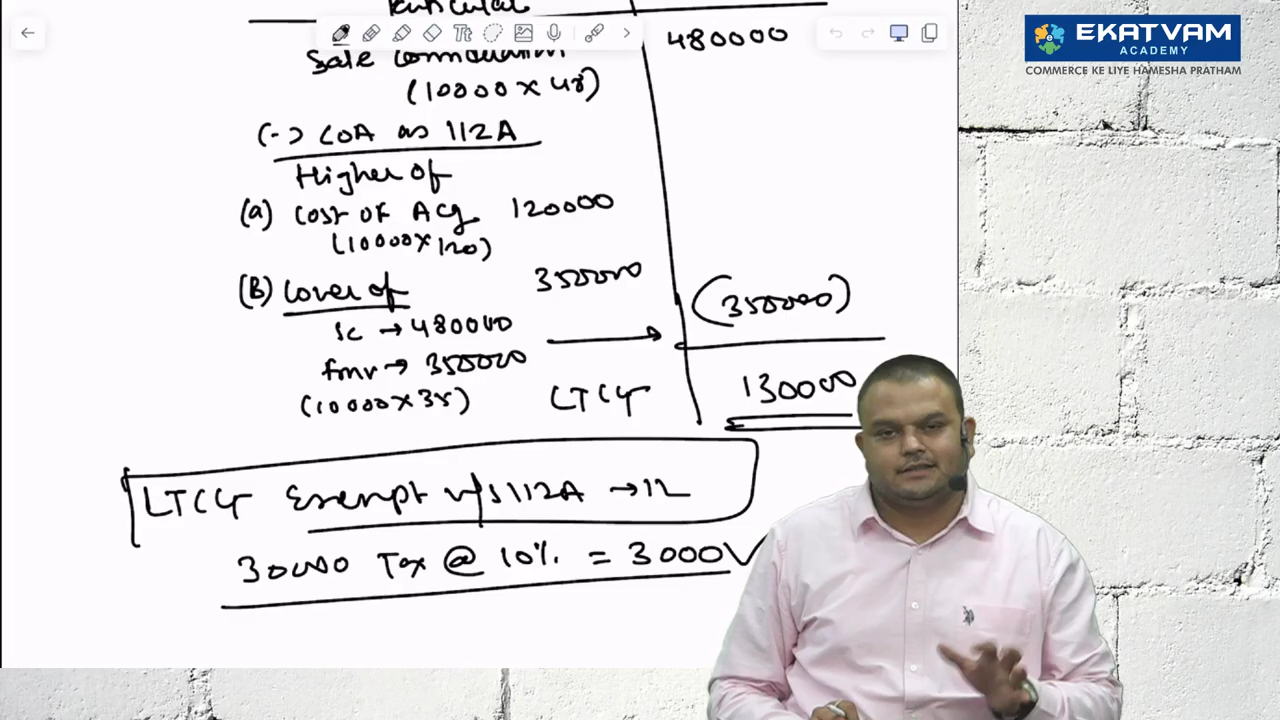 Particular
EKATVAM
ACADEMY
COMMERCE KE LIYE HAMESHA PRATHAM
Tt
Sale Consideration 480000
(10000 x 48)
(-) COA as 112A
Higher of
(a) Cost of Acq 120000
(10000 x 120)
(B) Lower of 350000
Sc → 480000 (350000)
fmv → 350000
(10000 x 35) LTCG 130000
LTCG Exempt u/s 112A → 1L
30000 Tax @ 10% = 3000